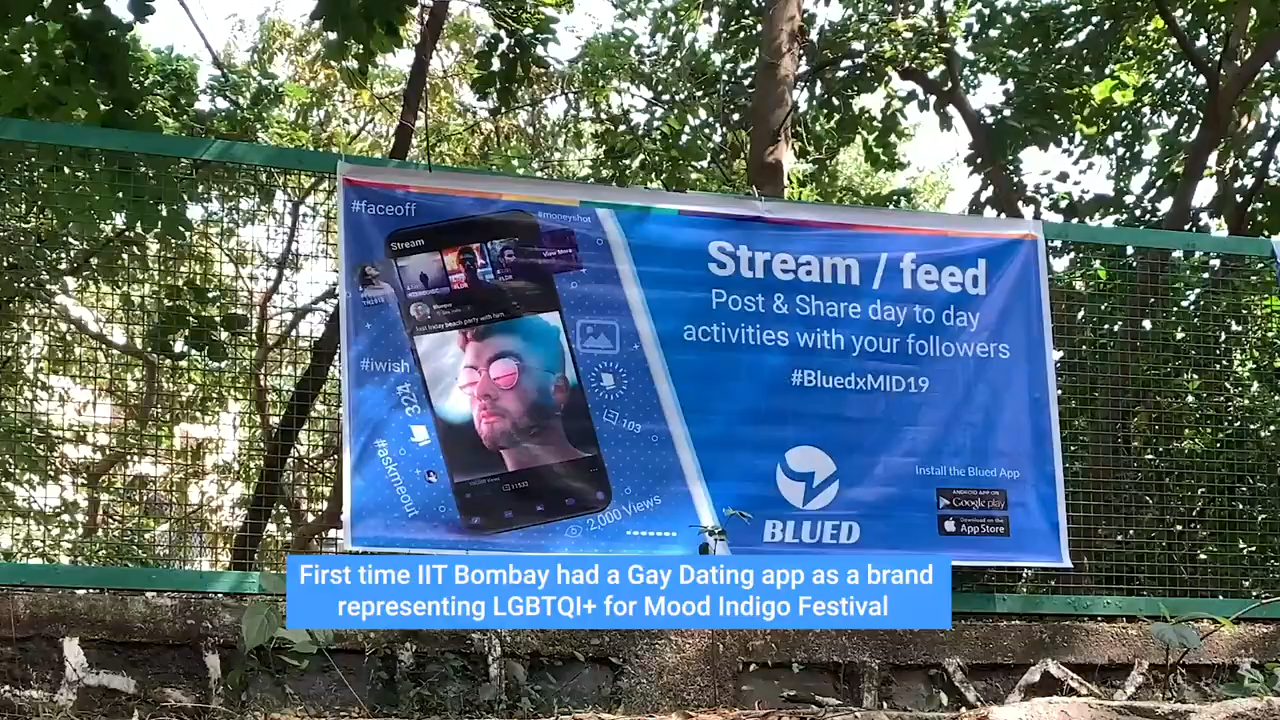 #faceoff
#moneyshot
Stream
View More
Just today beach party with him.
#iwish
324
#askmeout
103
2,000 Views
Stream / feed
Post & Share day to day
activities with your followers
#BluedxMID19
BLUED
Install the Blued App
ANDROID APP ON
Google play
Download on the
App Store
First time IIT Bombay had a Gay Dating app as a brand
representing LGBTQI+ for Mood Indigo Festival